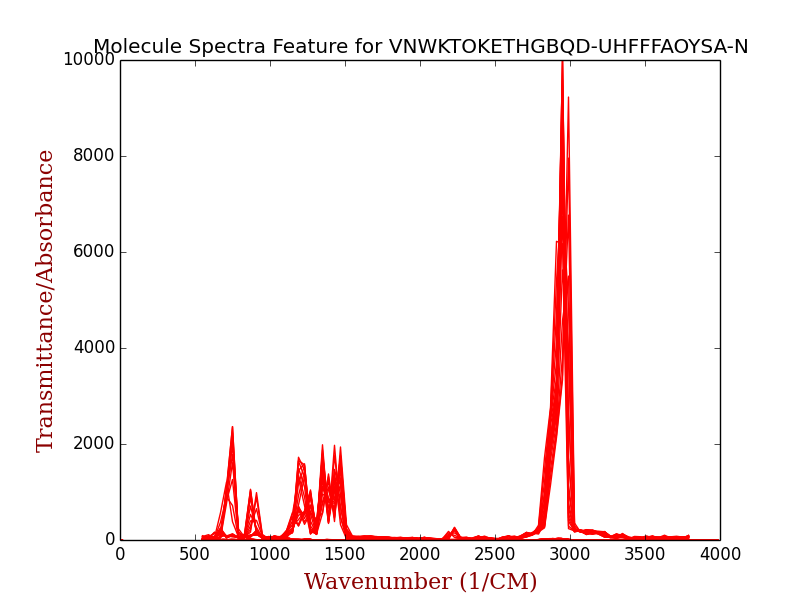 Molecule Spectra Feature for VNWKTOKETHGBQD-UHFFFAOYSA-N
10000
8000
6000
4000
2000
0
Transmittance/Absorbance
0 500 1000 1500 2000 2500 3000 3500 4000
Wavenumber (1/CM)